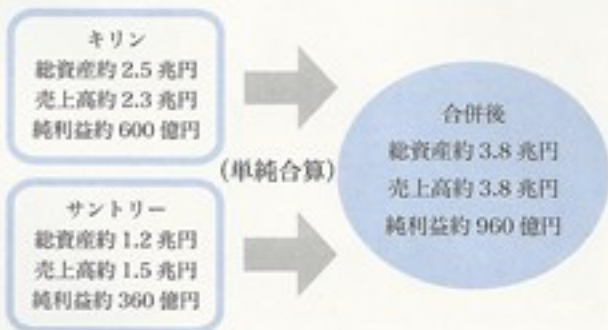 キリン
総資産約 2.5 兆円
売上高約 2.3 兆円
純利益約 600 億円
(単純合算)
サントリー
総資産約 1.2 兆円
売上高約 1.5 兆円
純利益約 360 億円
合併後
総資産約 3.8 兆円
売上高約 3.8 兆円
純利益約 960 億円